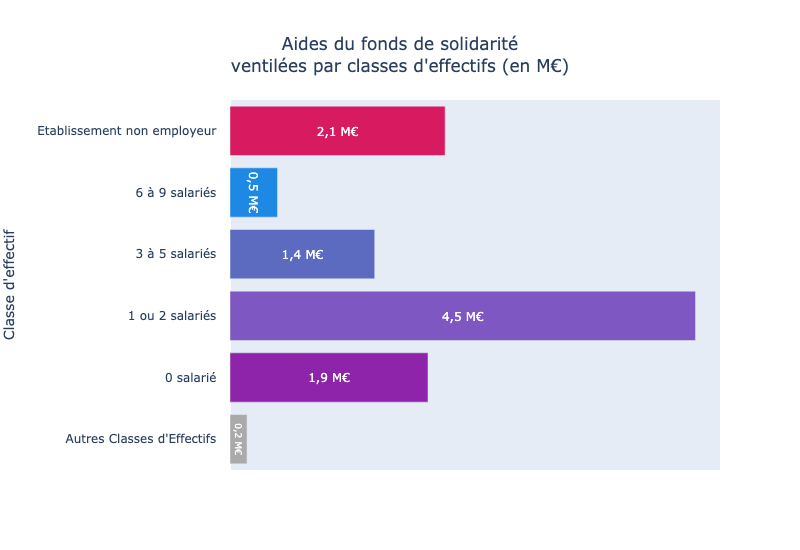 Aides du fonds de solidarité
ventilées par classes d'effectifs (en M€)
Classe d'effectif
Etablissement non employeur
2,1 M€
6 à 9 salariés
0,5 M€
3 à 5 salariés
1,4 M€
1 ou 2 salariés
4,5 M€
0 salarié
1,9 M€
Autres Classes d'Effectifs
0,2 M€